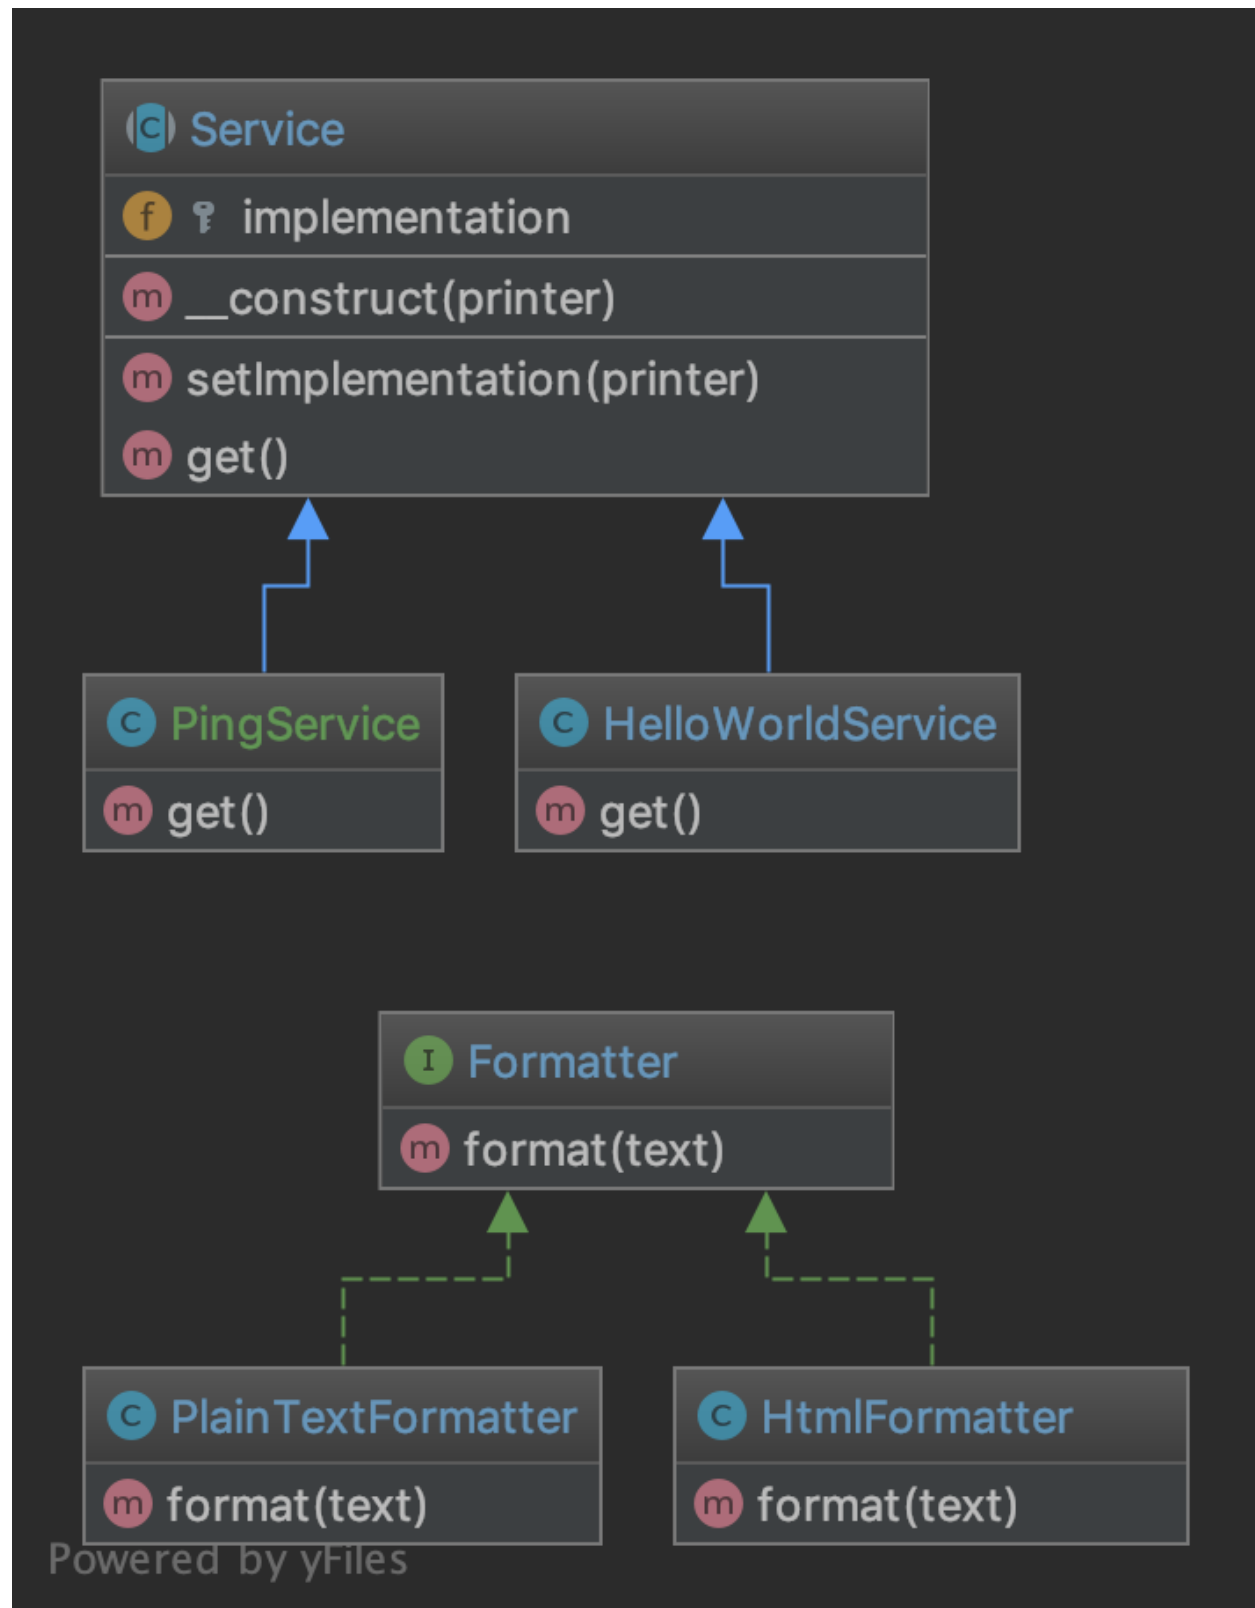 C Service
f implementation
m __construct(printer)
m setImplementation(printer)
m get()
C PingService
m get()
C HelloWorldService
m get()
I Formatter
m format(text)
C PlainTextFormatter
m format(text)
C HtmlFormatter
m format(text)
Powered by yFiles